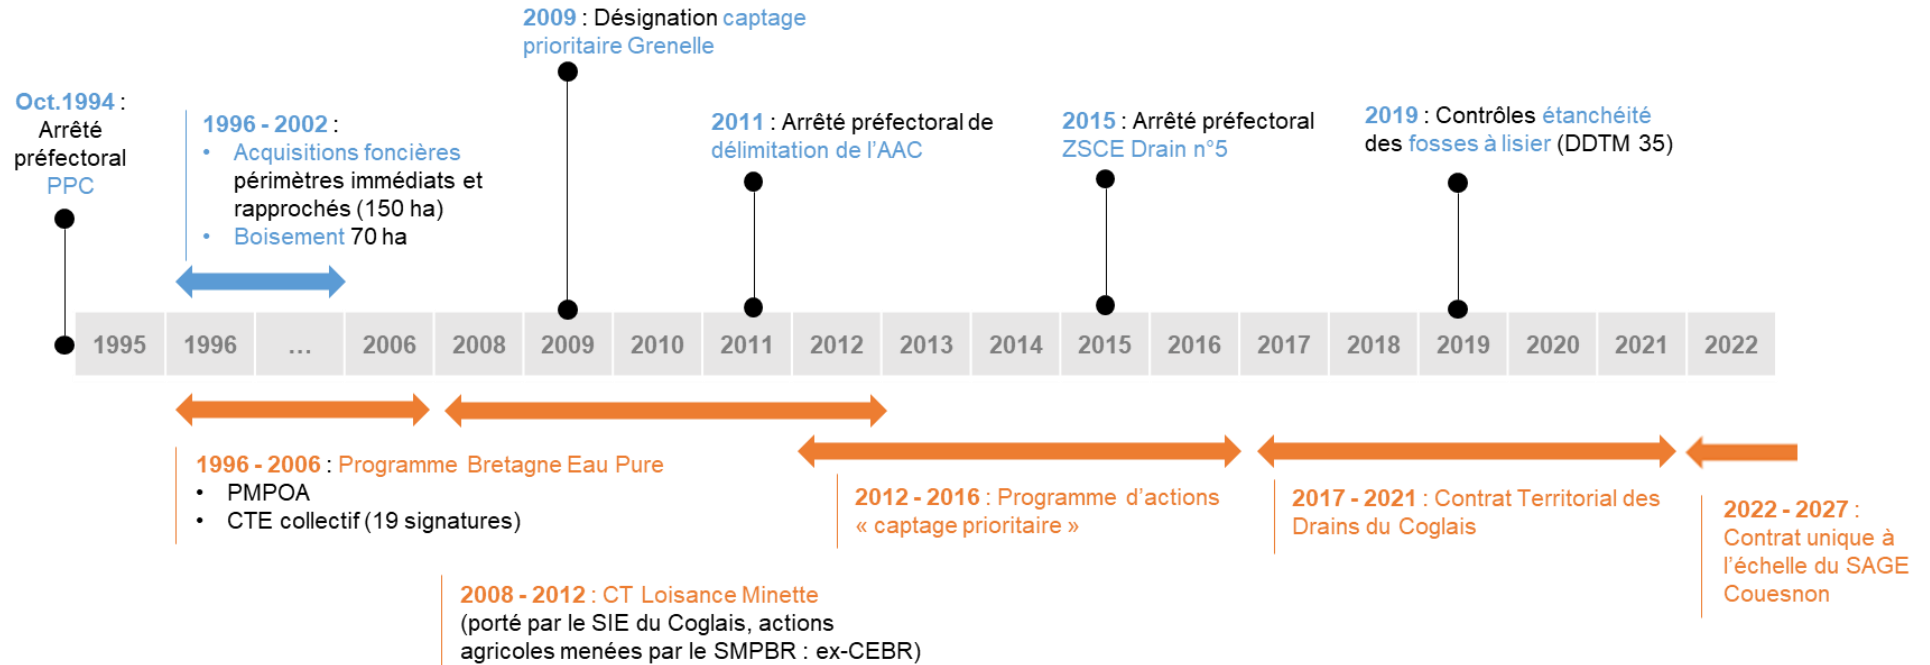 2009 : Désignation captage
prioritaire Grenelle
Oct.1994 :
Arrêté
préfectoral
PPC
1996 - 2002 :
• Acquisitions foncières
périmètres immédiats et
rapprochés (150 ha)
• Boisement 70 ha
2011 : Arrêté préfectoral de
délimitation de l’AAC
2015 : Arrêté préfectoral
ZSCE Drain n°5
2019 : Contrôles étanchéité
des fosses à lisier (DDTM 35)
1995 1996 ... 2006 2008 2009 2010 2011 2012 2013 2014 2015 2016 2017 2018 2019 2020 2021 2022
1996 - 2006 : Programme Bretagne Eau Pure
• PMPOA
• CTE collectif (19 signatures)
2008 - 2012 : CT Loisance Minette
(porté par le SIE du Coglais, actions
agricoles menées par le SMPBR : ex-CEBR)
2012 - 2016 : Programme d’actions
« captage prioritaire »
2017 - 2021 : Contrat Territorial des
Drains du Coglais
2022 - 2027 :
Contrat unique à
l’échelle du SAGE
Couesnon